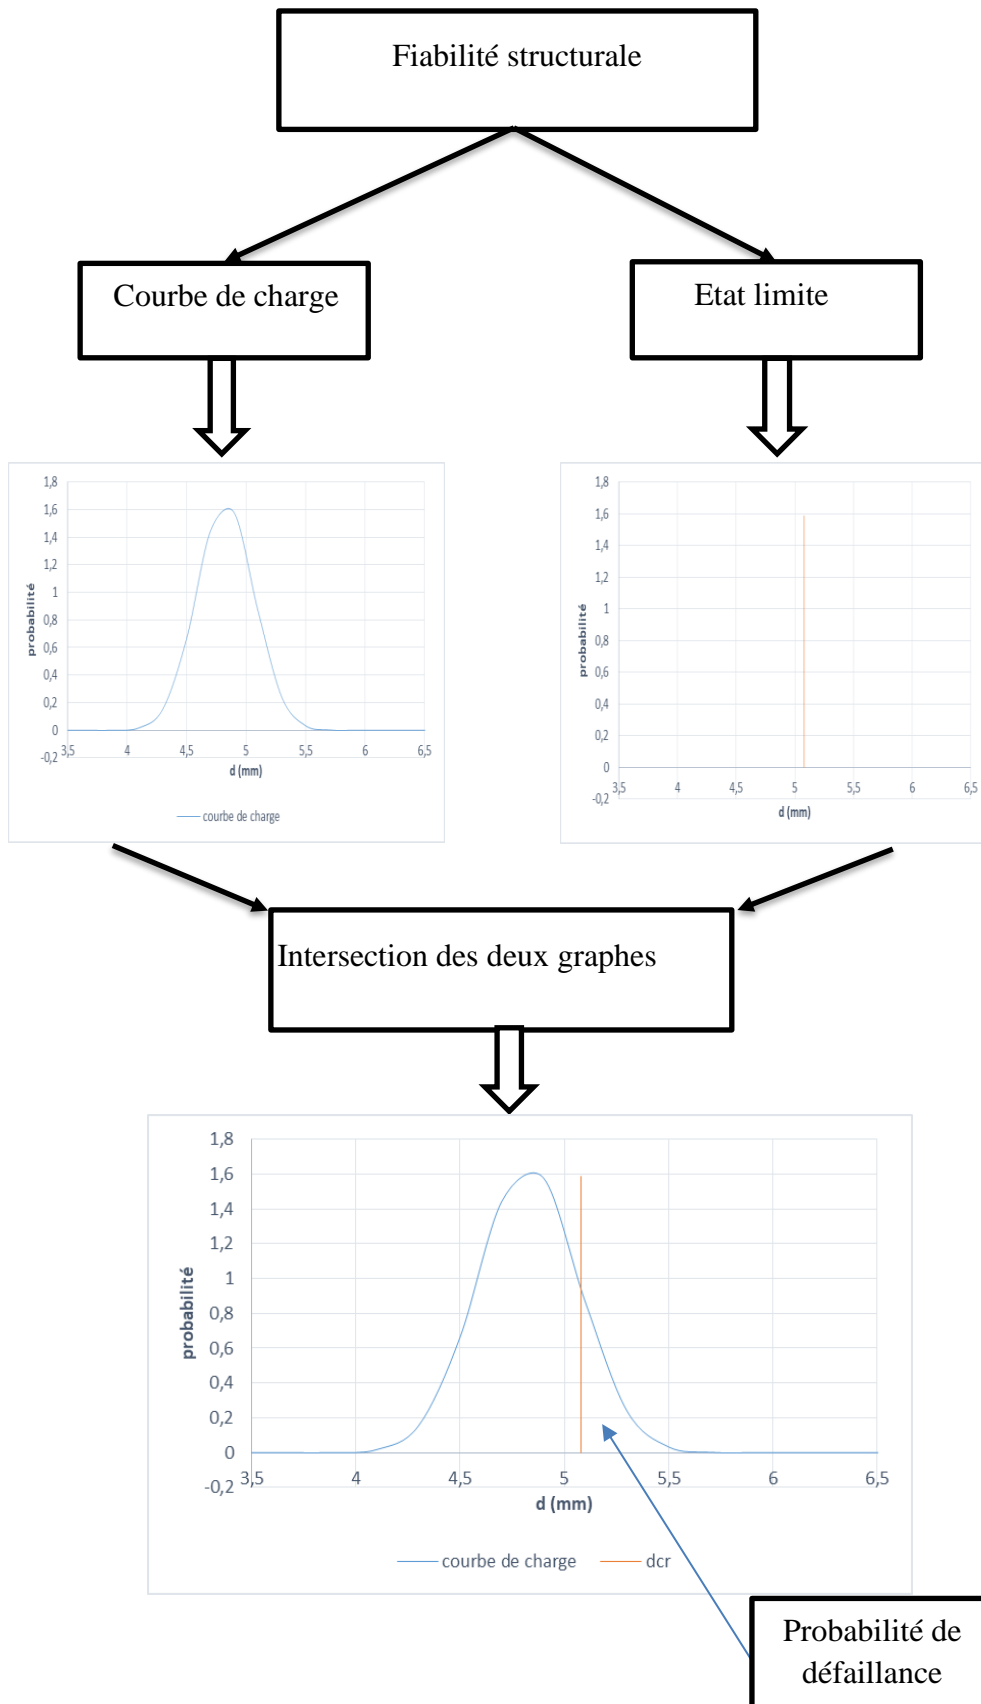 Fiabilité structurale
Courbe de charge
Etat limite
1,8
1,6
1,4
1,2
1
0,8
0,6
0,4
0,2
0
-0,2
probabilité
3,5 4 4,5 5 5,5 6 6,5
d (mm)
courbe de charge
1,8
1,6
1,4
1,2
1
0,8
0,6
0,4
0,2
0
-0,2
probabilité
3,5 4 4,5 5 5,5 6 6,5
d (mm)
Intersection des deux graphes
1,8
1,6
1,4
1,2
1
0,8
0,6
0,4
0,2
0
-0,2
probabilité
3,5 4 4,5 5 5,5 6 6,5
d (mm)
courbe de charge dcr
Probabilité de
défaillance